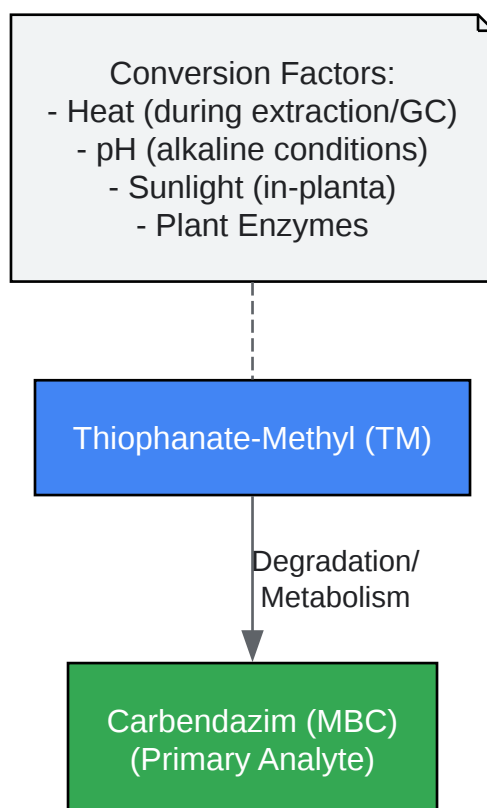 Conversion Factors:
- Heat (during extraction/GC)
- pH (alkaline conditions)
- Sunlight (in-planta)
- Plant Enzymes
Thiophanate-Methyl (TM)
Degradation/
Metabolism
Carbendazim (MBC)
(Primary Analyte)